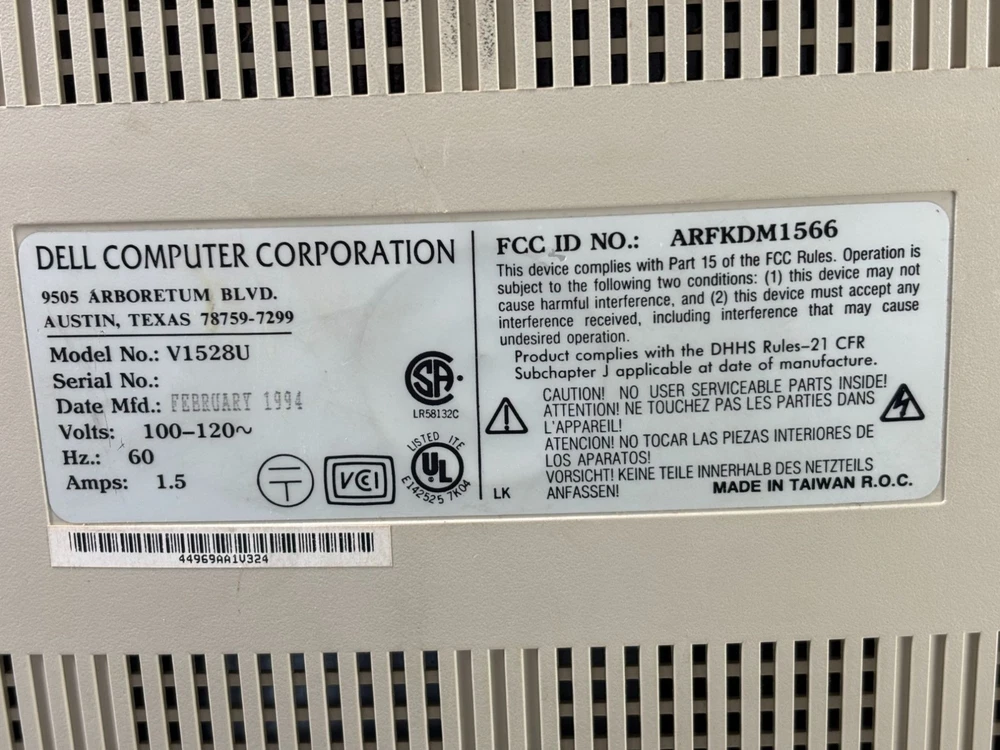 DELL COMPUTER CORPORATION
9505 ARBORETUM BLVD.
AUSTIN, TEXAS 78759-7299
Model No.: V1528U
Serial No.:
Date Mfd.: FEBRUARY 1994
Volts: 100-120~
Hz.: 60
Amps: 1.5
SA
LR58132C
VCCI
LISTED ITE
UL
E142525 7K04
FCC ID NO.: ARFKDM1566
This device complies with Part 15 of the FCC Rules. Operation is
subject to the following two conditions: (1) this device may not
cause harmful interference, and (2) this device must accept any
interference received, including interference that may cause
undesired operation.
Product complies with the DHHS Rules-21 CFR
Subchapter J applicable at date of manufacture.
CAUTION! NO USER SERVICEABLE PARTS INSIDE!
ATTENTION! NE TOUCHEZ PAS LES PARTIES DANS
L'APPAREIL!
ATENCION! NO TOCAR LAS PIEZAS INTERIORES DE
LOS APARATOS!
VORSICHT! KEINE TEILE INNERHALB DES NETZTEILS
ANFASSEN!
LK
MADE IN TAIWAN R.O.C.
44969AA1V324